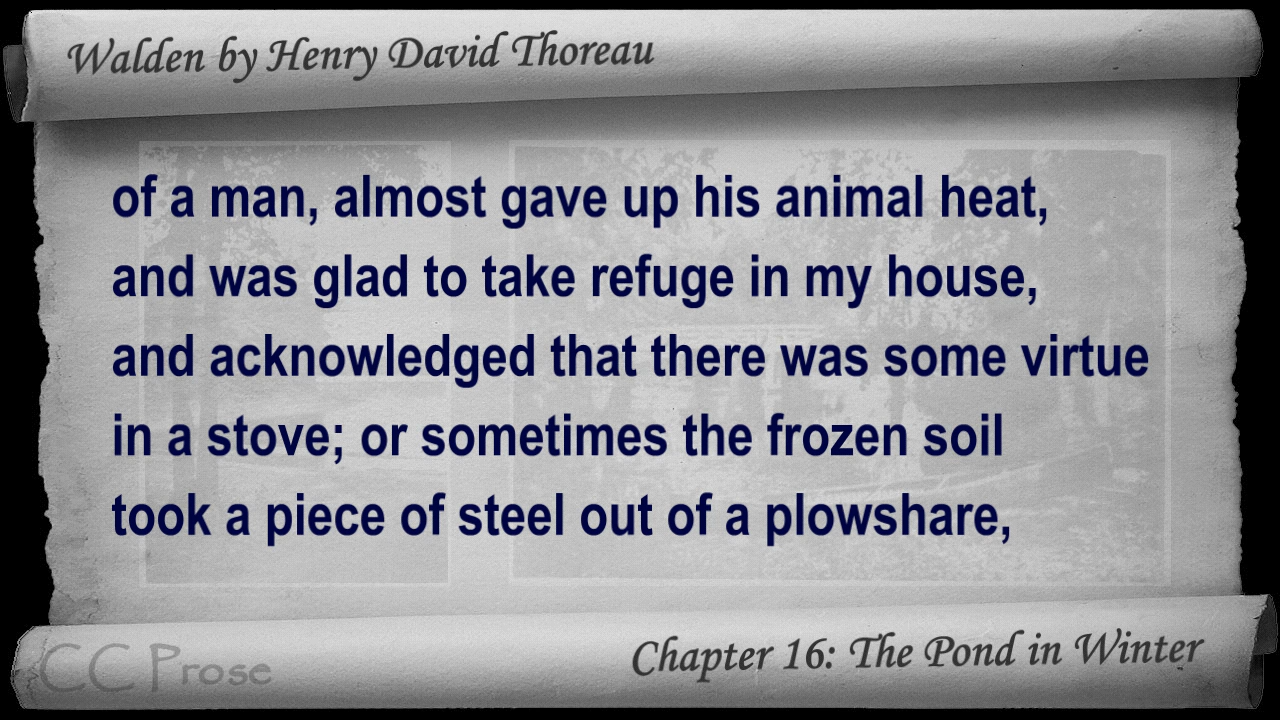 Walden by Henry David Thoreau
of a man, almost gave up his animal heat,
and was glad to take refuge in my house,
and acknowledged that there was some virtue
in a stove; or sometimes the frozen soil
took a piece of steel out of a plowshare,
Chapter 16: The Pond in Winter
CC Prose